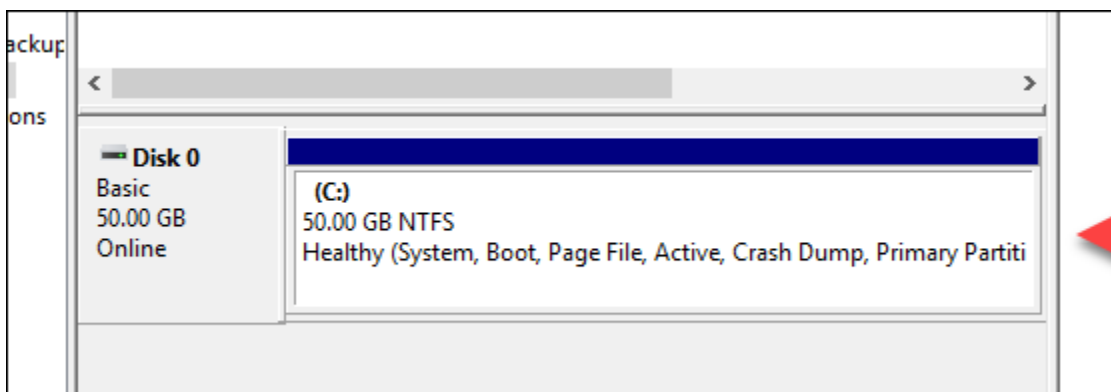 ackup
ons
Disk 0
Basic
50.00 GB
Online
(C:)
50.00 GB NTFS
Healthy (System, Boot, Page File, Active, Crash Dump, Primary Partiti